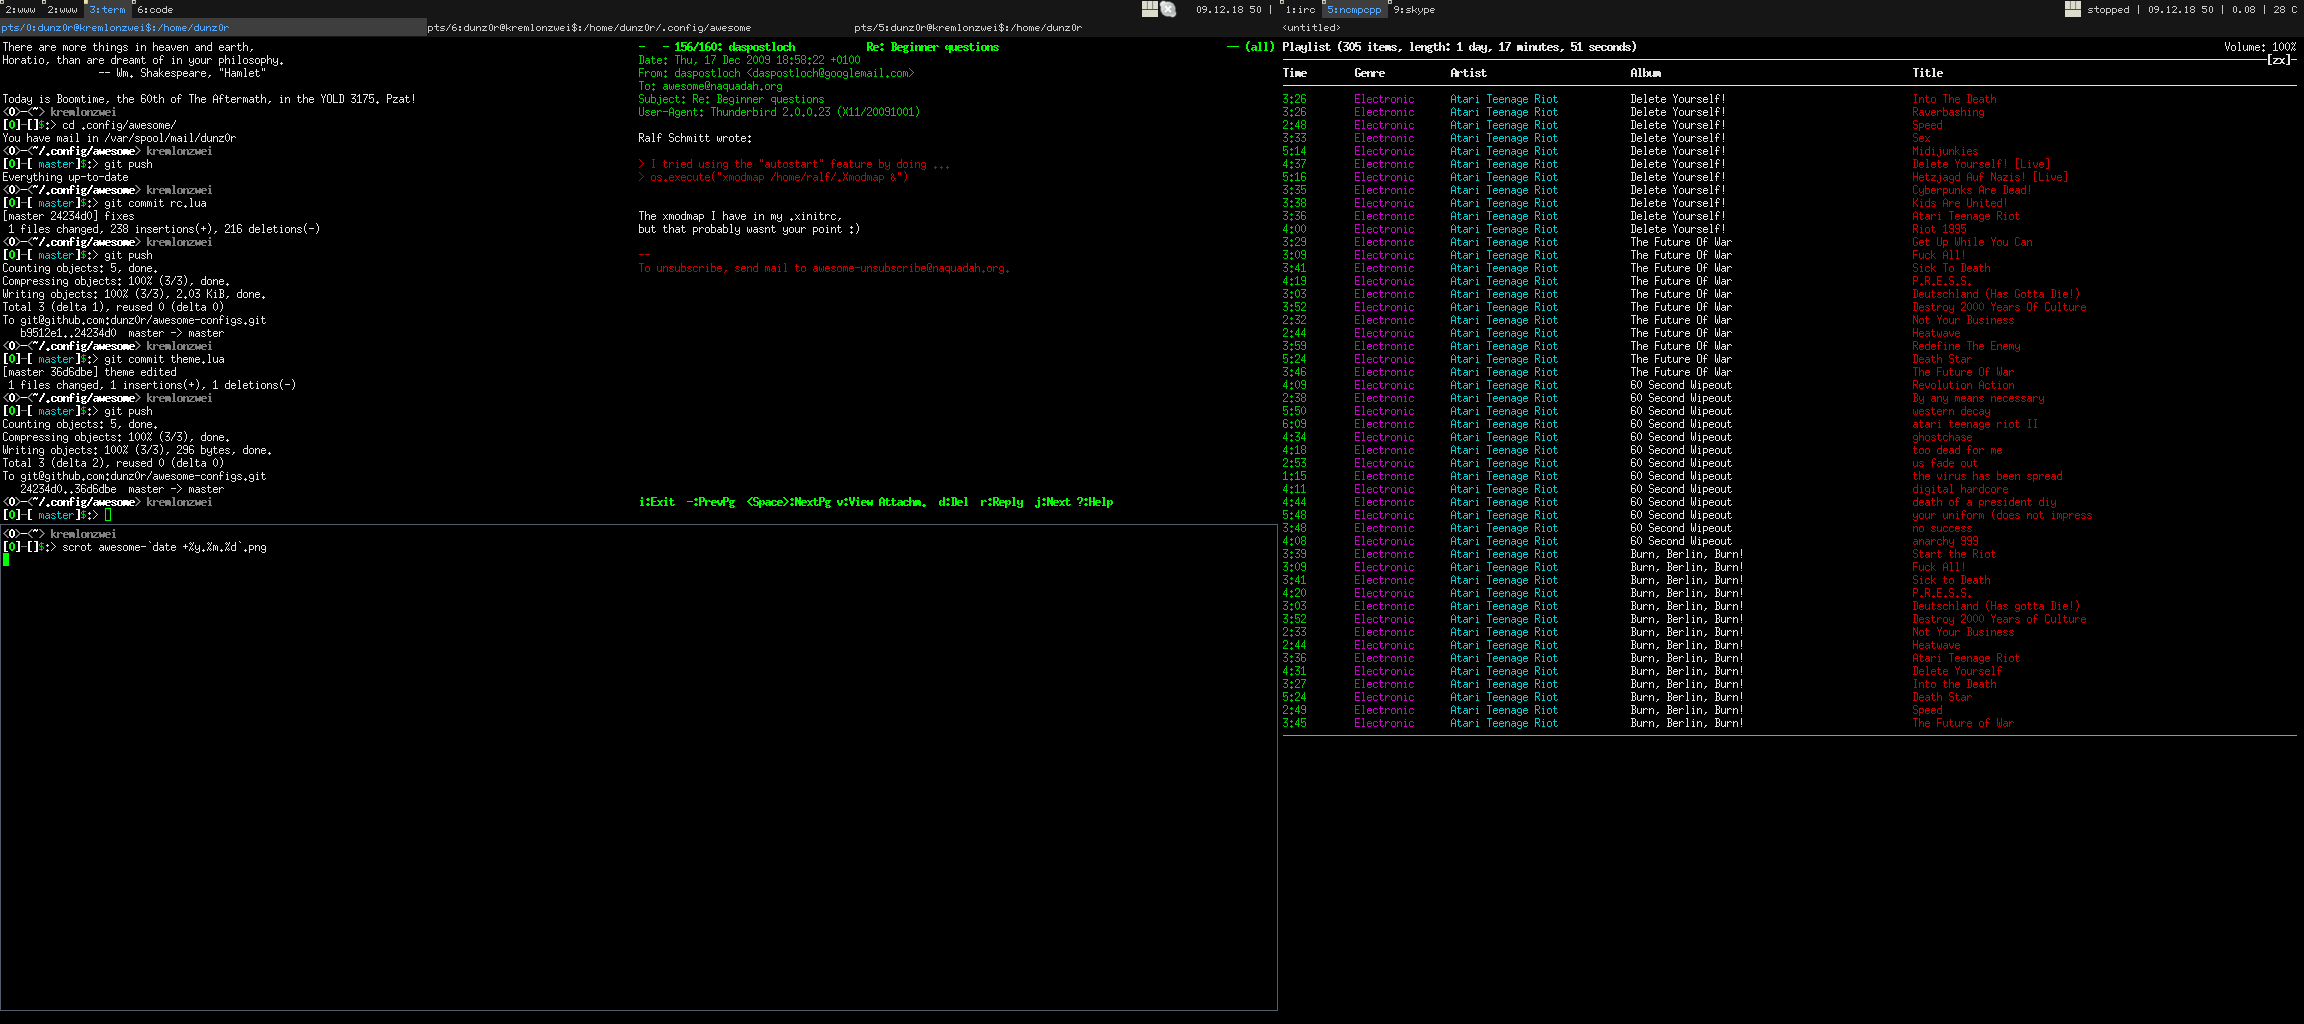 2:www 2:www 3:term 6:code 09.12.18 50 |
pts/0:dunz0r@kremlonzwei$:/home/dunz0r pts/6:dunz0r@kremlonzwei$:/home/dunz0r/.config/awesome pts/5:dunz0r@kremlonzwei$:/home/dunz0r
There are more things in heaven and earth,
Horatio, than are dreamt of in your philosophy.
-- Wm. Shakespeare, "Hamlet"
Today is Boomtime, the 60th of The Aftermath, in the YOLD 3175. Pzat!
<0>-<~> kremlonzwei
[0]-[]$:> cd .config/awesome/
You have mail in /var/spool/mail/dunz0r
<0>-<~/.config/awesome> kremlonzwei
[0]-[ master]$:> git push
Everything up-to-date
<0>-<~/.config/awesome> kremlonzwei
[0]-[ master]$:> git commit rc.lua
[master 24234d0] fixes
1 files changed, 238 insertions(+), 216 deletions(-)
<0>-<~/.config/awesome> kremlonzwei
[0]-[ master]$:> git push
Counting objects: 5, done.
Compressing objects: 100% (3/3), done.
Writing objects: 100% (3/3), 2.03 KiB, done.
Total 3 (delta 1), reused 0 (delta 0)
To git@github.com:dunz0r/awesome-configs.git
b9512e1..24234d0  master -> master
<0>-<~/.config/awesome> kremlonzwei
[0]-[ master]$:> git commit theme.lua
[master 36d6dbe] theme edited
1 files changed, 1 insertions(+), 1 deletions(-)
<0>-<~/.config/awesome> kremlonzwei
[0]-[ master]$:> git push
Counting objects: 5, done.
Compressing objects: 100% (3/3), done.
Writing objects: 100% (3/3), 296 bytes, done.
Total 3 (delta 2), reused 0 (delta 0)
To git@github.com:dunz0r/awesome-configs.git
24234d0..36d6dbe  master -> master
<0>-<~/.config/awesome> kremlonzwei
[0]-[ master]$:>
-   - 156/160: daspostloch Re: Beginner questions -- (all)
Date: Thu, 17 Dec 2009 18:58:22 +0100
From: daspostloch <daspostloch@googlemail.com>
To: awesome@naquadah.org
Subject: Re: Beginner questions
User-Agent: Thunderbird 2.0.0.23 (X11/20091001)
Ralf Schmitt wrote:
> I tried using the "autostart" feature by doing ...
> os.execute("xmodmap /home/ralf/.Xmodmap &")
The xmodmap I have in my .xinitrc,
but that probably wasnt your point :)
--
To unsubscribe, send mail to awesome-unsubscribe@naquadah.org.
i:Exit  -:PrevPg  <Space>:NextPg v:View Attachm.  d:Del  r:Reply  j:Next ?:Help
<0>-<~> kremlonzwei
[0]-[]$:> scrot awesome-`date +%y.%m.%d`.png
1:irc 5:ncmpcpp 9:skype stopped | 09.12.18 50 | 0.08 | 28 C
<untitled>
Playlist (305 items, length: 1 day, 17 minutes, 51 seconds) Volume: 100%
[zx]-
Time Genre Artist Album Title
3:26 Electronic Atari Teenage Riot Delete Yourself! Into The Death
3:26 Electronic Atari Teenage Riot Delete Yourself! Raverbashing
2:48 Electronic Atari Teenage Riot Delete Yourself! Speed
3:33 Electronic Atari Teenage Riot Delete Yourself! Sex
5:14 Electronic Atari Teenage Riot Delete Yourself! Midijunkies
4:37 Electronic Atari Teenage Riot Delete Yourself! Delete Yourself! [Live]
5:16 Electronic Atari Teenage Riot Delete Yourself! Hetzjagd Auf Nazis! [Live]
3:35 Electronic Atari Teenage Riot Delete Yourself! Cyberpunks Are Dead!
3:38 Electronic Atari Teenage Riot Delete Yourself! Kids Are United!
3:36 Electronic Atari Teenage Riot Delete Yourself! Atari Teenage Riot
4:00 Electronic Atari Teenage Riot Delete Yourself! Riot 1995
3:29 Electronic Atari Teenage Riot The Future Of War Get Up While You Can
3:09 Electronic Atari Teenage Riot The Future Of War Fuck All!
3:41 Electronic Atari Teenage Riot The Future Of War Sick To Death
4:19 Electronic Atari Teenage Riot The Future Of War P.R.E.S.S.
3:03 Electronic Atari Teenage Riot The Future Of War Deutschland (Has Gotta Die!)
3:52 Electronic Atari Teenage Riot The Future Of War Destroy 2000 Years Of Culture
2:32 Electronic Atari Teenage Riot The Future Of War Not Your Business
2:44 Electronic Atari Teenage Riot The Future Of War Heatwave
3:59 Electronic Atari Teenage Riot The Future Of War Redefine The Enemy
5:24 Electronic Atari Teenage Riot The Future Of War Death Star
3:46 Electronic Atari Teenage Riot The Future Of War The Future Of War
4:09 Electronic Atari Teenage Riot 60 Second Wipeout Revolution Action
2:38 Electronic Atari Teenage Riot 60 Second Wipeout By any means necessary
5:50 Electronic Atari Teenage Riot 60 Second Wipeout western decay
6:09 Electronic Atari Teenage Riot 60 Second Wipeout atari teenage riot II
4:34 Electronic Atari Teenage Riot 60 Second Wipeout ghostchase
4:18 Electronic Atari Teenage Riot 60 Second Wipeout too dead for me
2:53 Electronic Atari Teenage Riot 60 Second Wipeout us fade out
1:15 Electronic Atari Teenage Riot 60 Second Wipeout the virus has been spread
4:11 Electronic Atari Teenage Riot 60 Second Wipeout digital hardcore
4:44 Electronic Atari Teenage Riot 60 Second Wipeout death of a president diy
5:48 Electronic Atari Teenage Riot 60 Second Wipeout your uniform (does not impress
3:48 Electronic Atari Teenage Riot 60 Second Wipeout no success
4:08 Electronic Atari Teenage Riot 60 Second Wipeout anarchy 999
3:39 Electronic Atari Teenage Riot Burn, Berlin, Burn! Start the Riot
3:09 Electronic Atari Teenage Riot Burn, Berlin, Burn! Fuck All!
3:41 Electronic Atari Teenage Riot Burn, Berlin, Burn! Sick to Death
4:20 Electronic Atari Teenage Riot Burn, Berlin, Burn! P.R.E.S.S.
3:03 Electronic Atari Teenage Riot Burn, Berlin, Burn! Deutschland (Has gotta Die!)
3:52 Electronic Atari Teenage Riot Burn, Berlin, Burn! Destroy 2000 Years of Culture
2:33 Electronic Atari Teenage Riot Burn, Berlin, Burn! Not Your Business
2:44 Electronic Atari Teenage Riot Burn, Berlin, Burn! Heatwave
3:36 Electronic Atari Teenage Riot Burn, Berlin, Burn! Atari Teenage Riot
4:31 Electronic Atari Teenage Riot Burn, Berlin, Burn! Delete Yourself
3:27 Electronic Atari Teenage Riot Burn, Berlin, Burn! Into the Death
5:24 Electronic Atari Teenage Riot Burn, Berlin, Burn! Death Star
2:49 Electronic Atari Teenage Riot Burn, Berlin, Burn! Speed
3:45 Electronic Atari Teenage Riot Burn, Berlin, Burn! The Future of War